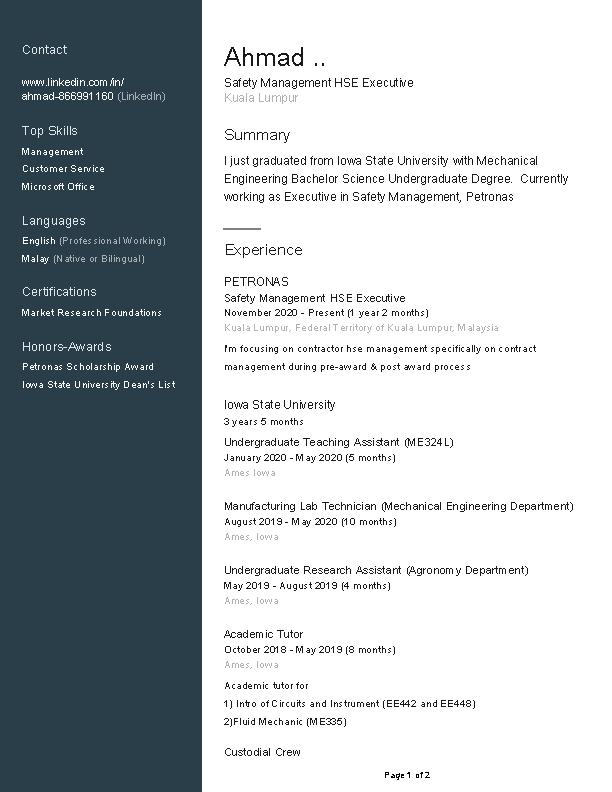 Contact
www.linkedin.com/in/
ahmad-866991160 (LinkedIn)
Top Skills
Management
Customer Service
Microsoft Office
Languages
English (Professional Working)
Malay (Native or Bilingual)
Certifications
Market Research Foundations
Honors-Awards
Petronas Scholarship Award
Iowa State University Dean's List
Ahmad ..
Safety Management HSE Executive
Kuala Lumpur
Summary
I just graduated from Iowa State University with Mechanical
Engineering Bachelor Science Undergraduate Degree. Currently
working as Executive in Safety Management, Petronas
Experience
PETRONAS
Safety Management HSE Executive
November 2020 - Present (1 year 2 months)
Kuala Lumpur, Federal Territory of Kuala Lumpur, Malaysia
I'm focusing on contractor hse management specifically on contract
management during pre-award & post award process
Iowa State University
3 years 5 months
Undergraduate Teaching Assistant (ME324L)
January 2020 - May 2020 (5 months)
Ames Iowa
Manufacturing Lab Technician (Mechanical Engineering Department)
August 2019 - May 2020 (10 months)
Ames, Iowa
Undergraduate Research Assistant (Agronomy Department)
May 2019 - August 2019 (4 months)
Ames, Iowa
Academic Tutor
October 2018 - May 2019 (8 months)
Ames, Iowa
Academic tutor for
1) Intro of Circuits and Instrument (EE442 and EE448)
2)Fluid Mechanic (ME335)
Custodial Crew
Page 1 of 2